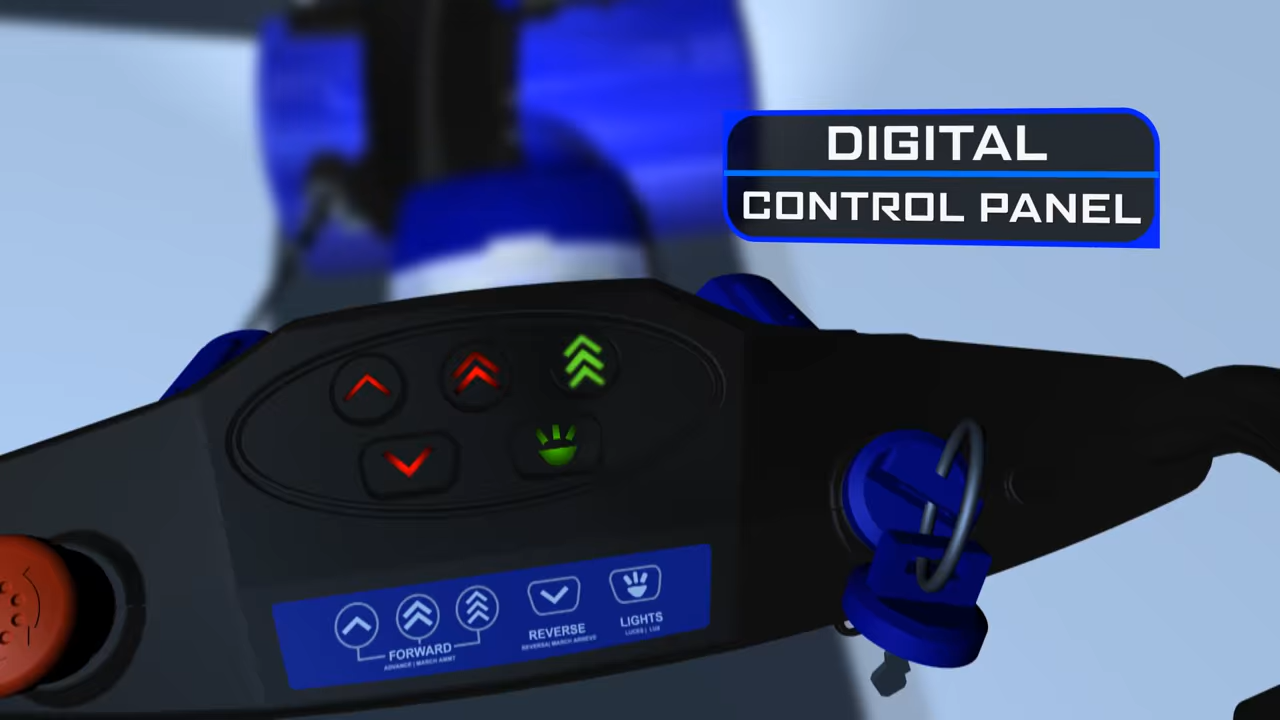 DIGITAL
CONTROL PANEL
FORWARD
REVERSE
LIGHTS